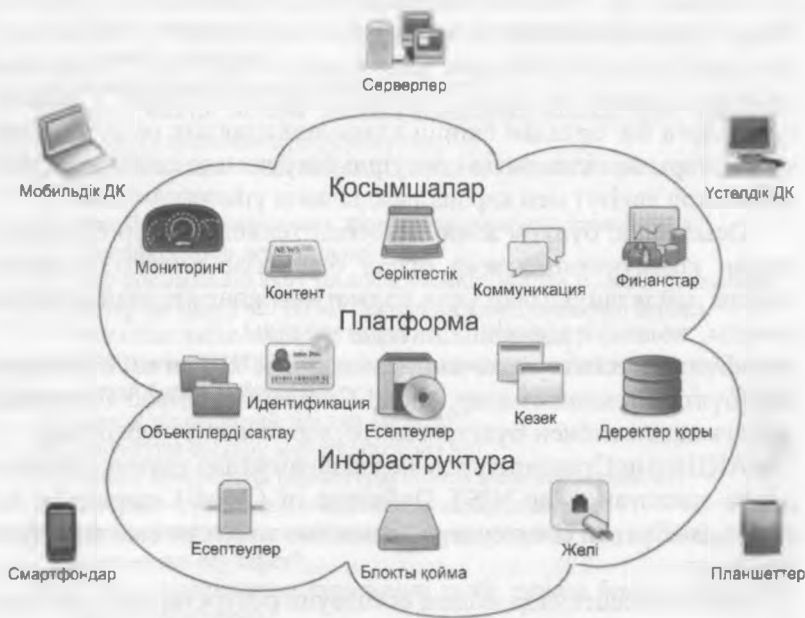 Серверлер
Мобильдік ДК
Үстелдік ДК
Қосымшалар
Мониторинг
NEWS
Контент
Серіктестік
Коммуникация
Финанстар
Платформа
Объектілерді сақтау
Идентификация
Есептеулер
Кезек
Деректер қоры
Инфраструктура
Есептеулер
Блокты қойма
Желі
Смартфондар
Планшеттер